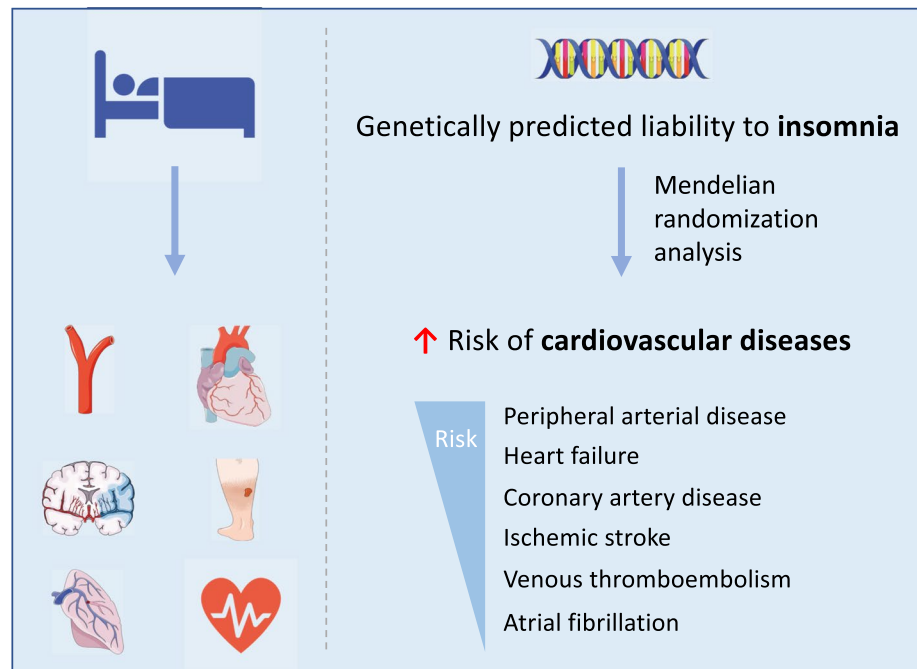 Genetically predicted liability to insomnia
Mendelian
randomization
analysis
↑ Risk of cardiovascular diseases
Risk
Peripheral arterial disease
Heart failure
Coronary artery disease
Ischemic stroke
Venous thromboembolism
Atrial fibrillation